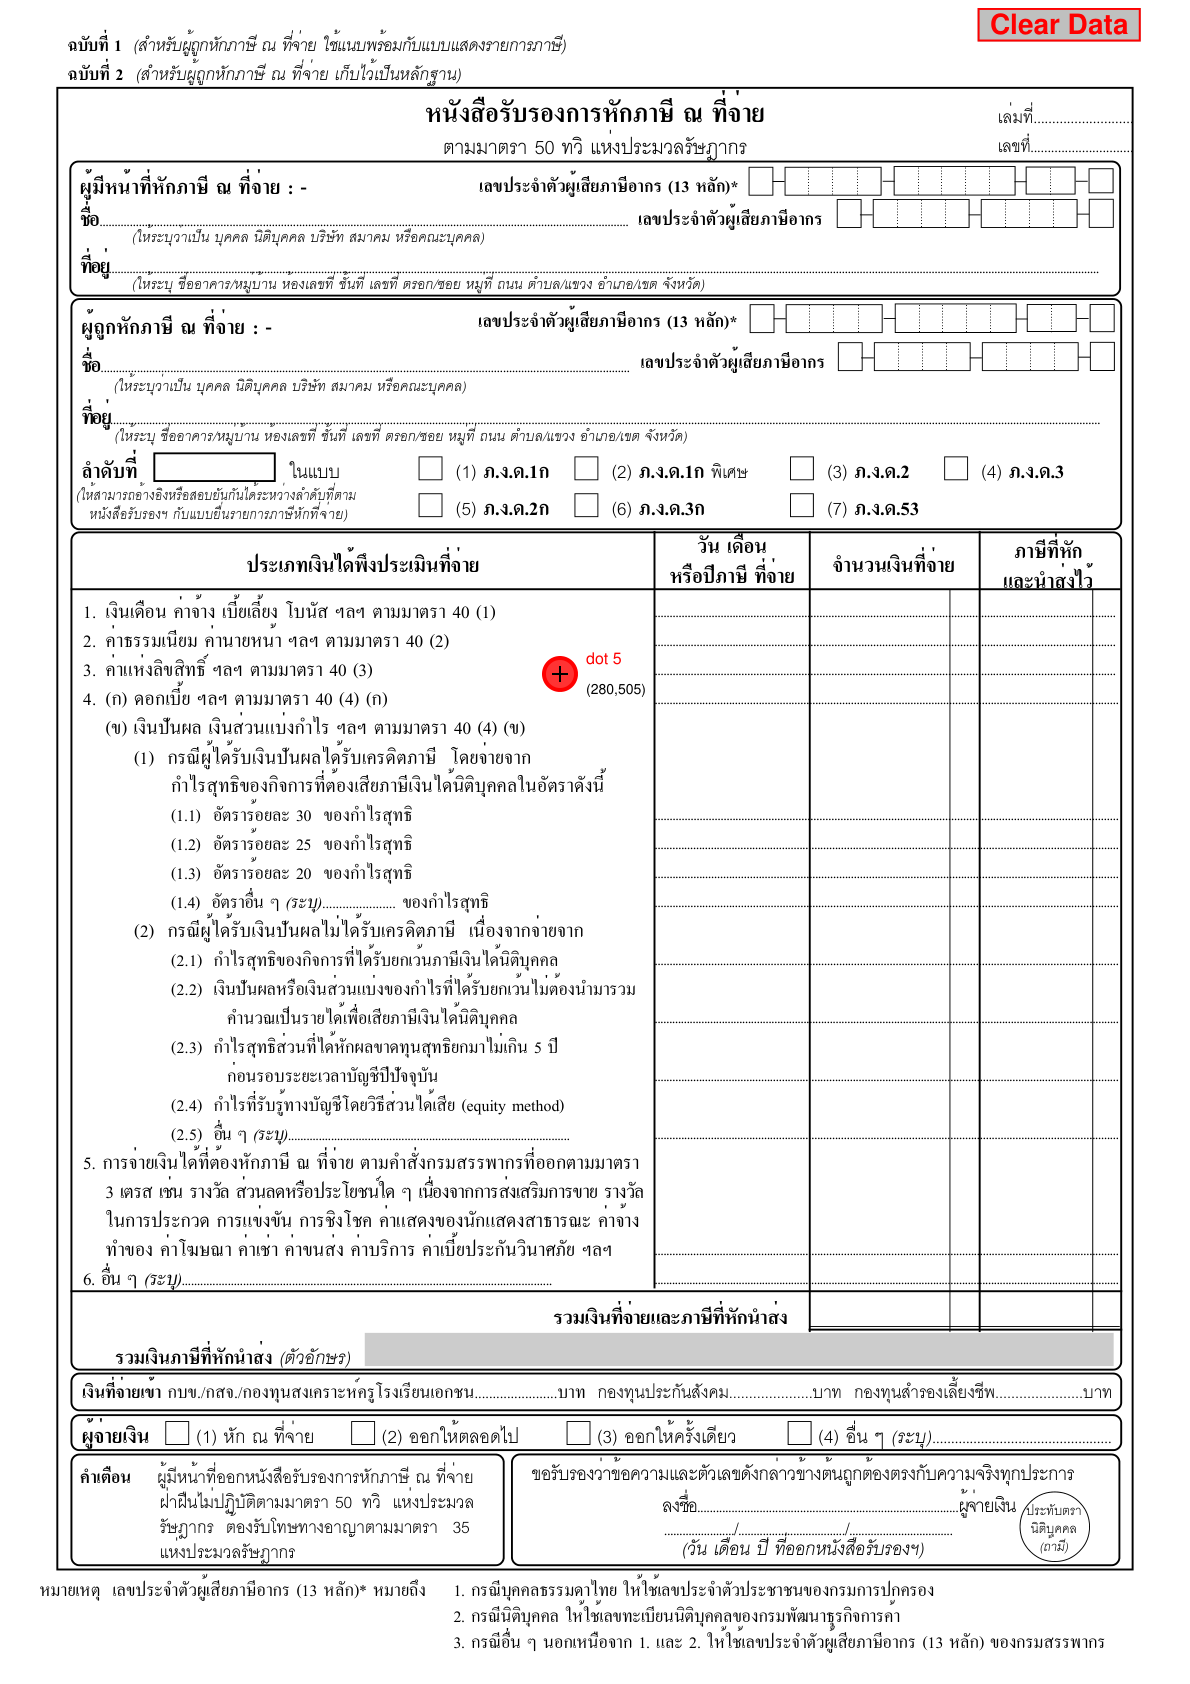 Clear Data
ฉบับที่ 1 (สำหรับผู้ถูกหักภาษี ณ ที่จ่าย ใช้แนบพร้อมกับแบบแสดงรายการภาษี)
ฉบับที่ 2 (สำหรับผู้ถูกหักภาษี ณ ที่จ่าย เก็บไว้เป็นหลักฐาน)
หนังสือรับรองการหักภาษี ณ ที่จ่าย
เล่มที่..........................
ตามมาตรา 50 ทวิ แห่งประมวลรัษฎากร
เลขที่............................
ผู้มีหน้าที่หักภาษี ณ ที่จ่าย : - เลขประจำตัวผู้เสียภาษีอากร (13 หลัก)*
ชื่อ.......... เลขประจำตัวผู้เสียภาษีอากร
(ให้ระบุว่าเป็น บุคคล นิติบุคคล บริษัท สมาคม หรือคณะบุคคล)
ที่อยู่..........
(ให้ระบุ ชื่ออาคาร/หมู่บ้าน ห้องเลขที่ ชั้นที่ เลขที่ ตรอก/ซอย หมู่ที่ ถนน ตำบล/แขวง อำเภอ/เขต จังหวัด)
ผู้ถูกหักภาษี ณ ที่จ่าย : - เลขประจำตัวผู้เสียภาษีอากร (13 หลัก)*
ชื่อ.......... เลขประจำตัวผู้เสียภาษีอากร
(ให้ระบุว่าเป็น บุคคล นิติบุคคล บริษัท สมาคม หรือคณะบุคคล)
ที่อยู่..........
(ให้ระบุ ชื่ออาคาร/หมู่บ้าน ห้องเลขที่ ชั้นที่ เลขที่ ตรอก/ซอย หมู่ที่ ถนน ตำบล/แขวง อำเภอ/เขต จังหวัด)
ลำดับที่ ในแบบ (1) ภ.ง.ด.1ก (2) ภ.ง.ด.1ก พิเศษ (3) ภ.ง.ด.2 (4) ภ.ง.ด.3
(ให้สามารถอ้างอิงหรือสอบยันกันได้ระหว่างลำดับที่ตาม
หนังสือรับรองฯ กับแบบยื่นรายการภาษีหักที่จ่าย) (5) ภ.ง.ด.2ก (6) ภ.ง.ด.3ก (7) ภ.ง.ด.53
ประเภทเงินได้พึงประเมินที่จ่าย
วัน เดือน
หรือปีภาษี ที่จ่าย
จำนวนเงินที่จ่าย
ภาษีที่หัก
และนำส่งไว้
1. เงินเดือน ค่าจ้าง เบี้ยเลี้ยง โบนัส ฯลฯ ตามมาตรา 40 (1)
2. ค่าธรรมเนียม ค่านายหน้า ฯลฯ ตามมาตรา 40 (2)
3. ค่าแห่งลิขสิทธิ์ ฯลฯ ตามมาตรา 40 (3)
dot 5
(280,505)
4. (ก) ดอกเบี้ย ฯลฯ ตามมาตรา 40 (4) (ก)
(ข) เงินปันผล เงินส่วนแบ่งกำไร ฯลฯ ตามมาตรา 40 (4) (ข)
(1) กรณีผู้ได้รับเงินปันผลได้รับเครดิตภาษี โดยจ่ายจาก
กำไรสุทธิของกิจการที่ต้องเสียภาษีเงินได้นิติบุคคลในอัตราดังนี้
(1.1) อัตราร้อยละ 30 ของกำไรสุทธิ
(1.2) อัตราร้อยละ 25 ของกำไรสุทธิ
(1.3) อัตราร้อยละ 20 ของกำไรสุทธิ
(1.4) อัตราอื่น ๆ (ระบุ)...................... ของกำไรสุทธิ
(2) กรณีผู้ได้รับเงินปันผลไม่ได้รับเครดิตภาษี เนื่องจากจ่ายจาก
(2.1) กำไรสุทธิของกิจการที่ได้รับยกเว้นภาษีเงินได้นิติบุคคล
(2.2) เงินปันผลหรือเงินส่วนแบ่งของกำไรที่ได้รับยกเว้นไม่ต้องนำมารวม
คำนวณเป็นรายได้เพื่อเสียภาษีเงินได้นิติบุคคล
(2.3) กำไรสุทธิส่วนที่ได้หักผลขาดทุนสุทธิยกมาไม่เกิน 5 ปี
ก่อนรอบระยะเวลาบัญชีปีปัจจุบัน
(2.4) กำไรที่รับรู้ทางบัญชีโดยวิธีส่วนได้เสีย (equity method)
(2.5) อื่น ๆ (ระบุ)..........
5. การจ่ายเงินได้ที่ต้องหักภาษี ณ ที่จ่าย ตามคำสั่งกรมสรรพากรที่ออกตามมาตรา
3 เตรส เช่น รางวัล ส่วนลดหรือประโยชน์ใด ๆ เนื่องจากการส่งเสริมการขาย รางวัล
ในการประกวด การแข่งขัน การชิงโชค ค่าแสดงของนักแสดงสาธารณะ ค่าจ้าง
ทำของ ค่าโฆษณา ค่าเช่า ค่าขนส่ง ค่าบริการ ค่าเบี้ยประกันวินาศภัย ฯลฯ
6. อื่น ๆ (ระบุ)..........
รวมเงินที่จ่ายและภาษีที่หักนำส่ง
รวมเงินภาษีที่หักนำส่ง (ตัวอักษร)
เงินที่จ่ายเข้า กบข./กสจ./กองทุนสงเคราะห์ครูโรงเรียนเอกชน....................บาท กองทุนประกันสังคม....................บาท กองทุนสำรองเลี้ยงชีพ.....................บาท
ผู้จ่ายเงิน (1) หัก ณ ที่จ่าย (2) ออกให้ตลอดไป (3) ออกให้ครั้งเดียว (4) อื่น ๆ (ระบุ)..........
คำเตือน ผู้มีหน้าที่ออกหนังสือรับรองการหักภาษี ณ ที่จ่าย
ฝ่าฝืนไม่ปฏิบัติตามมาตรา 50 ทวิ แห่งประมวล
รัษฎากร ต้องรับโทษทางอาญาตามมาตรา 35
แห่งประมวลรัษฎากร
ขอรับรองว่าข้อความและตัวเลขดังกล่าวข้างต้นถูกต้องตรงกับความจริงทุกประการ
ลงชื่อ..........ผู้จ่ายเงิน
................../........................../..........................
(วัน เดือน ปี ที่ออกหนังสือรับรองฯ)
ประทับตรา
นิติบุคคล
(ถ้ามี)
หมายเหตุ เลขประจำตัวผู้เสียภาษีอากร (13 หลัก)* หมายถึง 1. กรณีบุคคลธรรมดาไทย ให้ใช้เลขประจำตัวประชาชนของกรมการปกครอง
2. กรณีนิติบุคคล ให้ใช้เลขทะเบียนนิติบุคคลของกรมพัฒนาธุรกิจการค้า
3. กรณีอื่น ๆ นอกเหนือจาก 1. และ 2. ให้ใช้เลขประจำตัวผู้เสียภาษีอากร (13 หลัก) ของกรมสรรพากร